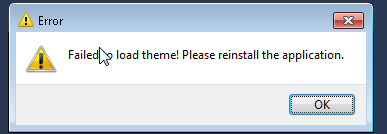 Error
Failed to load theme! Please reinstall the application.
OK